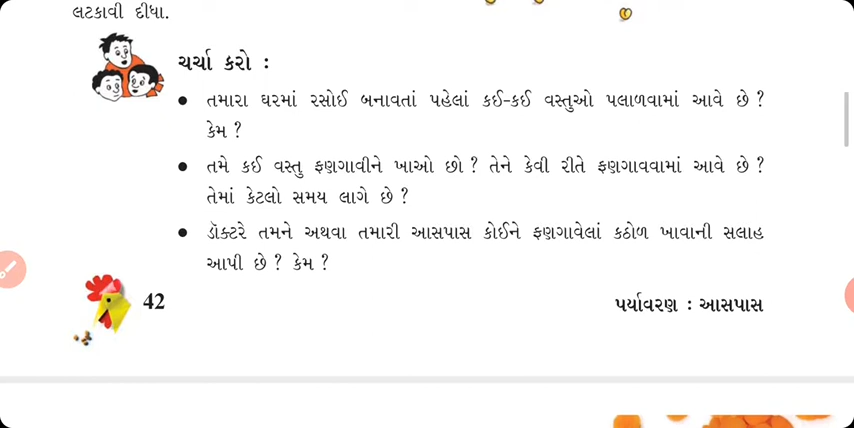 લટકાવી દીધા.
ચર્ચા કરો :
• તમારા ઘરમાં રસોઈ બનાવતાં પહેલાં કઈ-કઈ વસ્તુઓ પલાળવામાં આવે છે ?
કેમ ?
• તમે કઈ વસ્તુ ફણગાવીને ખાઓ છો ? તેને કેવી રીતે ફણગાવવામાં આવે છે ?
તેમાં કેટલો સમય લાગે છે ?
• ડૉક્ટરે તમને અથવા તમારી આસપાસ કોઈને ફણગાવેલાં કઠોળ ખાવાની સલાહ
આપી છે ? કેમ ?
42 પર્યાવરણ : આસપાસ